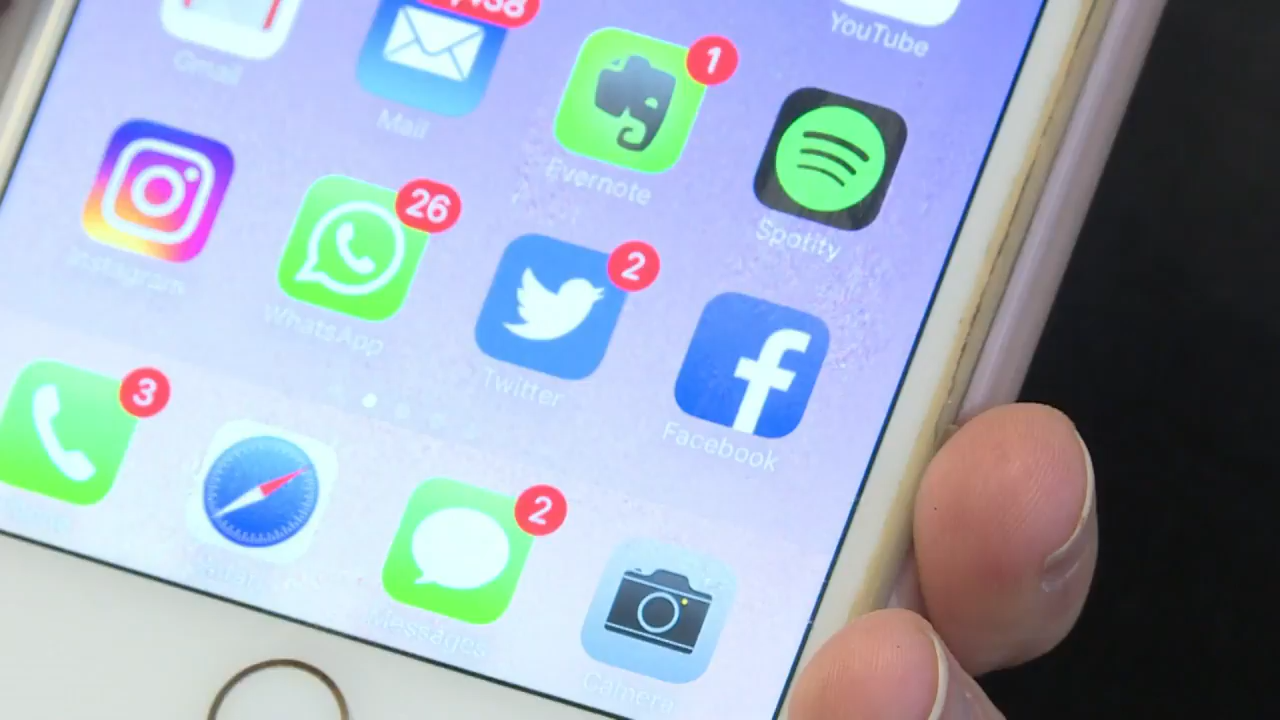 YouTube
Gmail
Mail
1
Evernote
Spotify
Instagram
26
WhatsApp
2
Twitter
f
Facebook
3
2
Messages
Camera